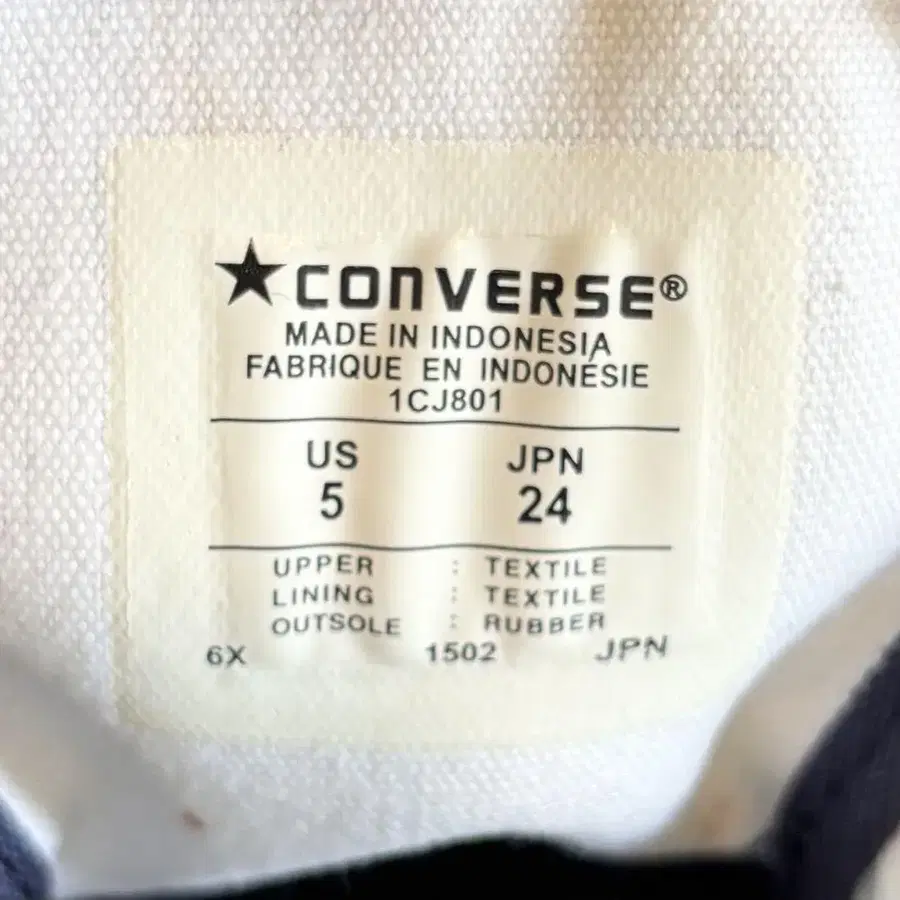 ★CONVERSE®
MADE IN INDONESIA
FABRIQUE EN INDONÉSIE
1CJ801
US JPN
5 24
UPPER : TEXTILE
LINING : TEXTILE
OUTSOLE : RUBBER
6X 1502 JPN